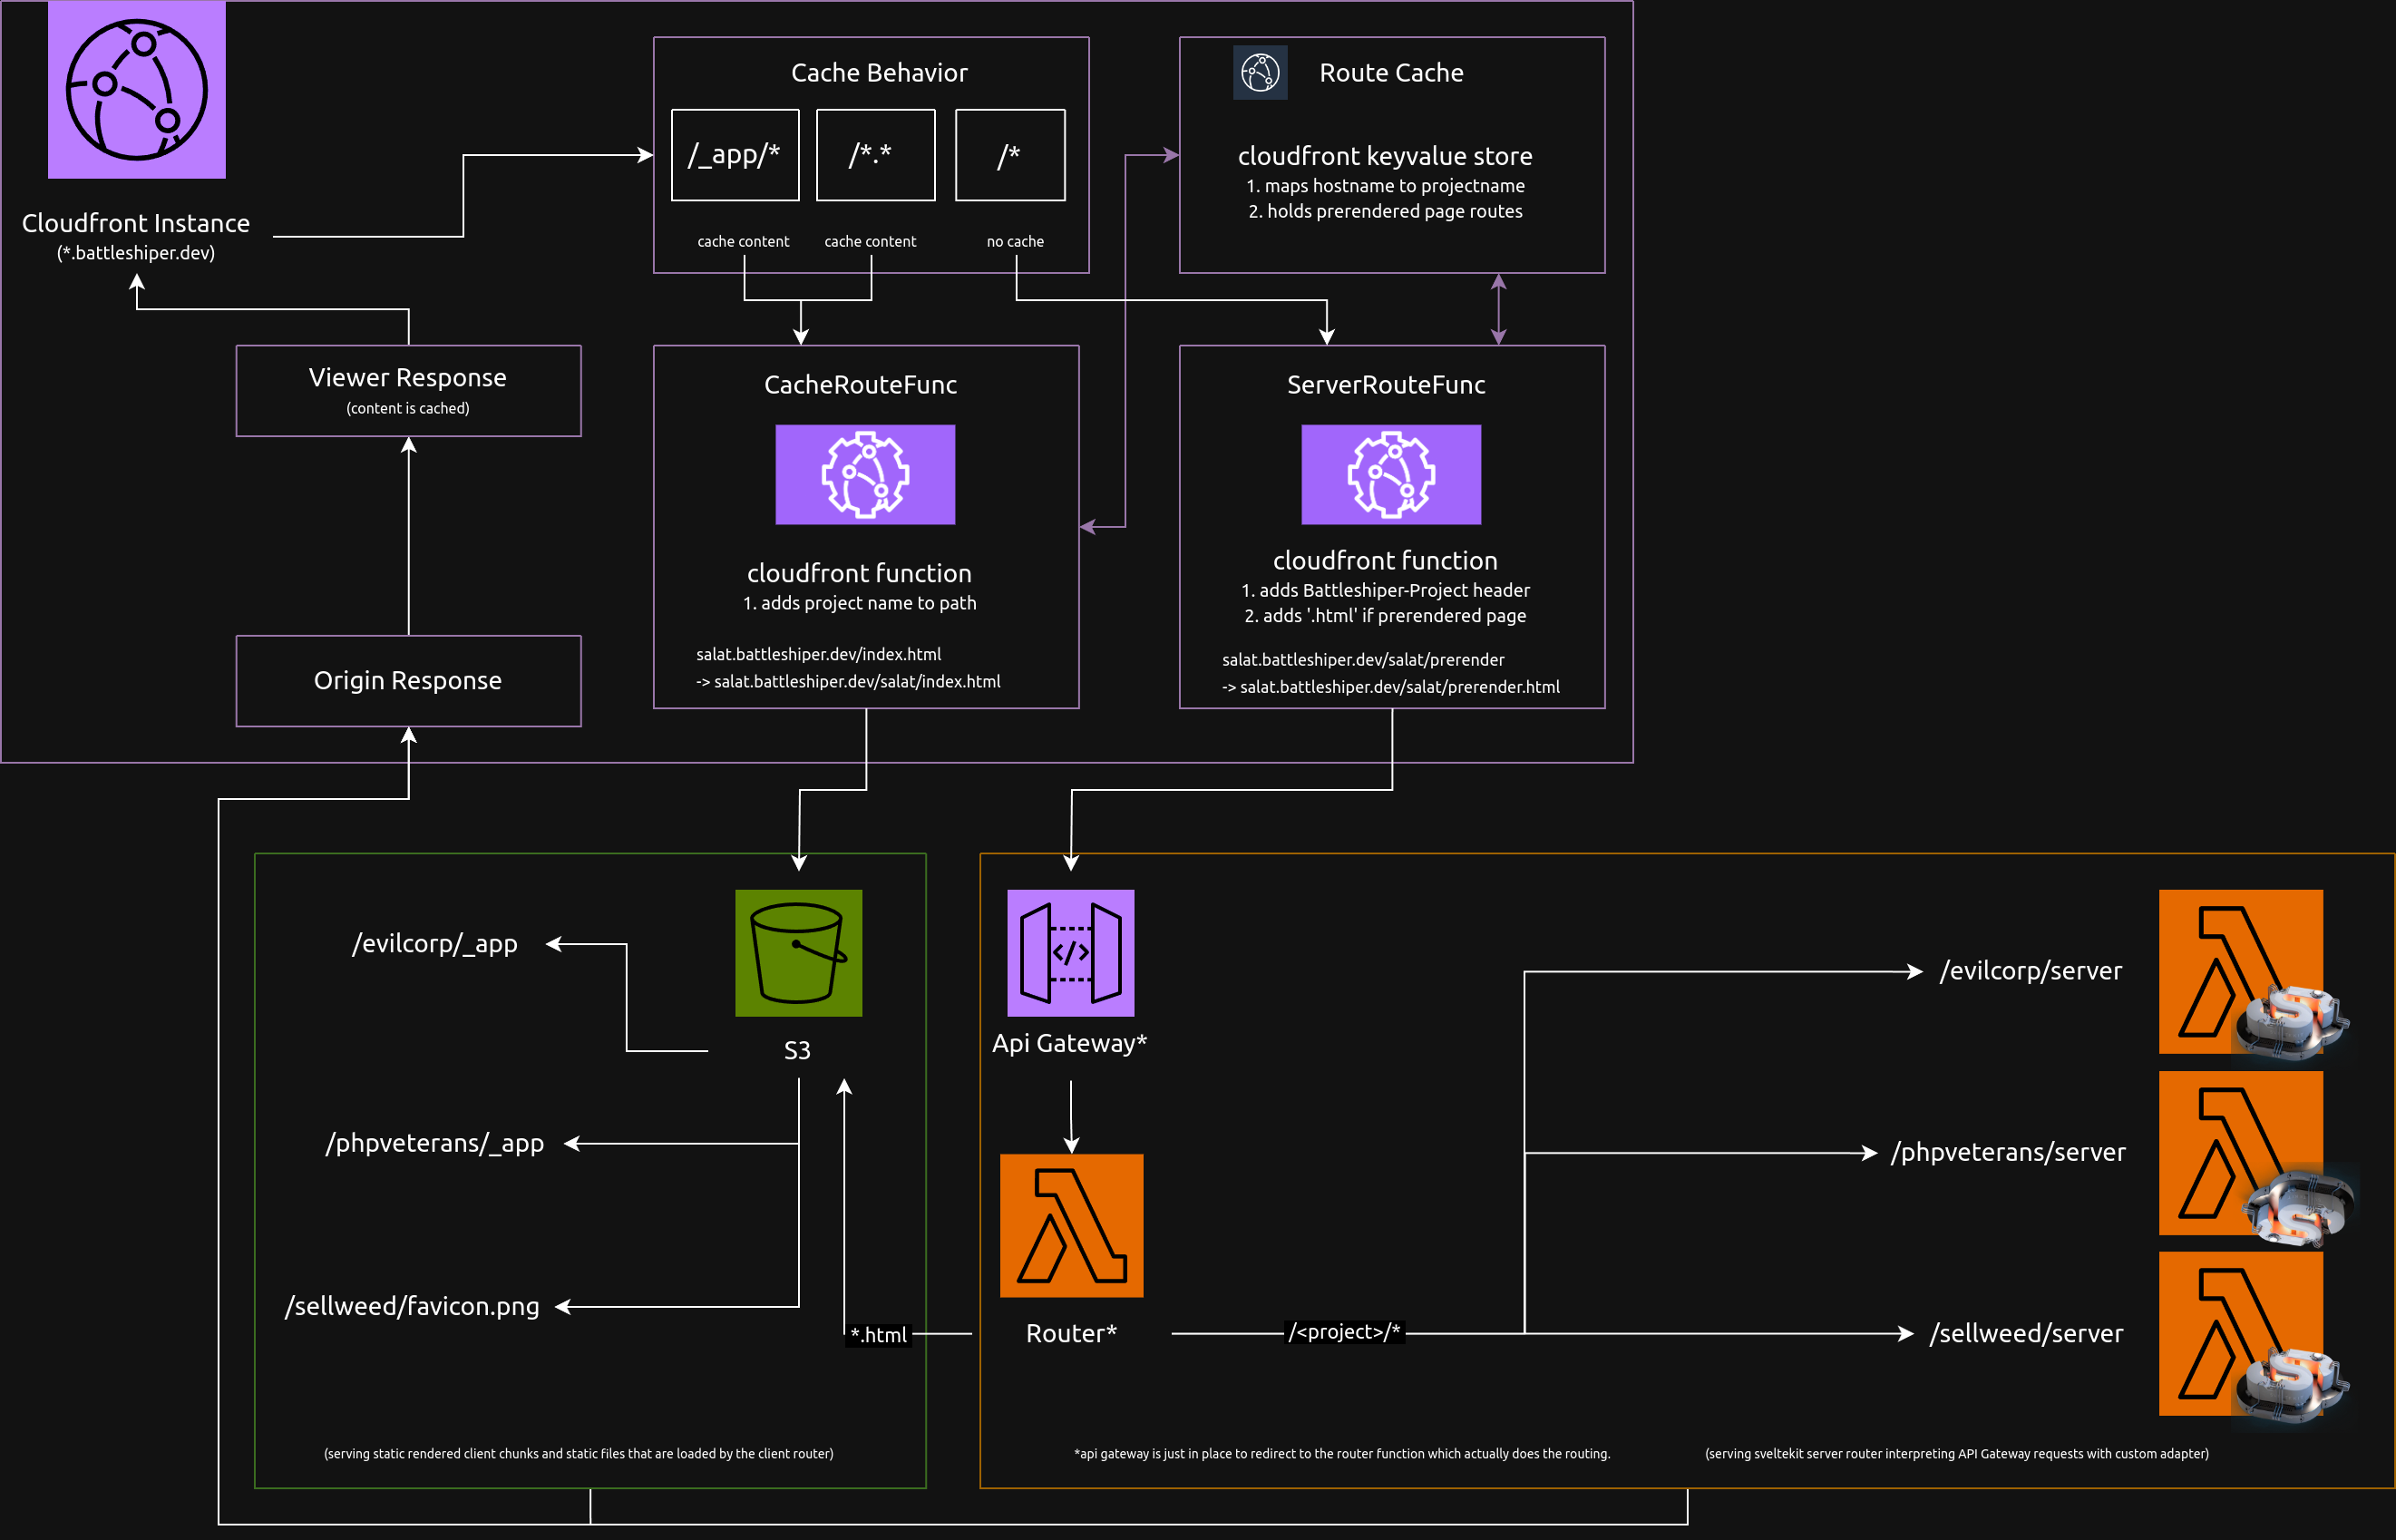 Cloudfront Instance
(*.battleshiper.dev)
Cache Behavior
/_app/*
/*.*
/*
cache content
cache content
no cache
Route Cache
cloudfront keyvalue store
1. maps hostname to projectname
2. holds prerendered page routes
Viewer Response
(content is cached)
Origin Response
CacheRouteFunc
cloudfront function
1. adds project name to path
salat.battleshiper.dev/index.html
-> salat.battleshiper.dev/salat/index.html
ServerRouteFunc
cloudfront function
1. adds Battleshiper-Project header
2. adds '.html' if prerendered page
salat.battleshiper.dev/salat/prerender
-> salat.battleshiper.dev/salat/prerender.html
/evilcorp/_app
S3
/phpveterans/_app
/sellweed/favicon.png
*.html
(serving static rendered client chunks and static files that are loaded by the client router)
</>
Api Gateway*
Router*
/<project>/*
/evilcorp/server
/phpveterans/server
/sellweed/server
*api gateway is just in place to redirect to the router function which actually does the routing.
(serving sveltekit server router interpreting API Gateway requests with custom adapter)